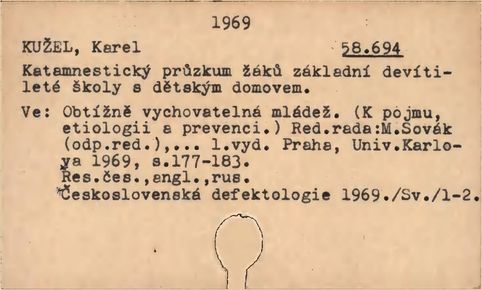 1969
KUŽEL, Karel 58.694
Katamnestický průzkum žáků základní devíti-
leté školy s dětským domovem.
Ve: Obtížně vychovatelná mládež. (K pojmu,
etiologii a prevenci.) Red.rada:M.Sovák
(odp.red.),... 1.vyd. Praha, Univ.Karlo-
va 1969, s.177-183.
Res.čes.,angl.,rus.
*Československá defektologie 1969./Sv./1-2.